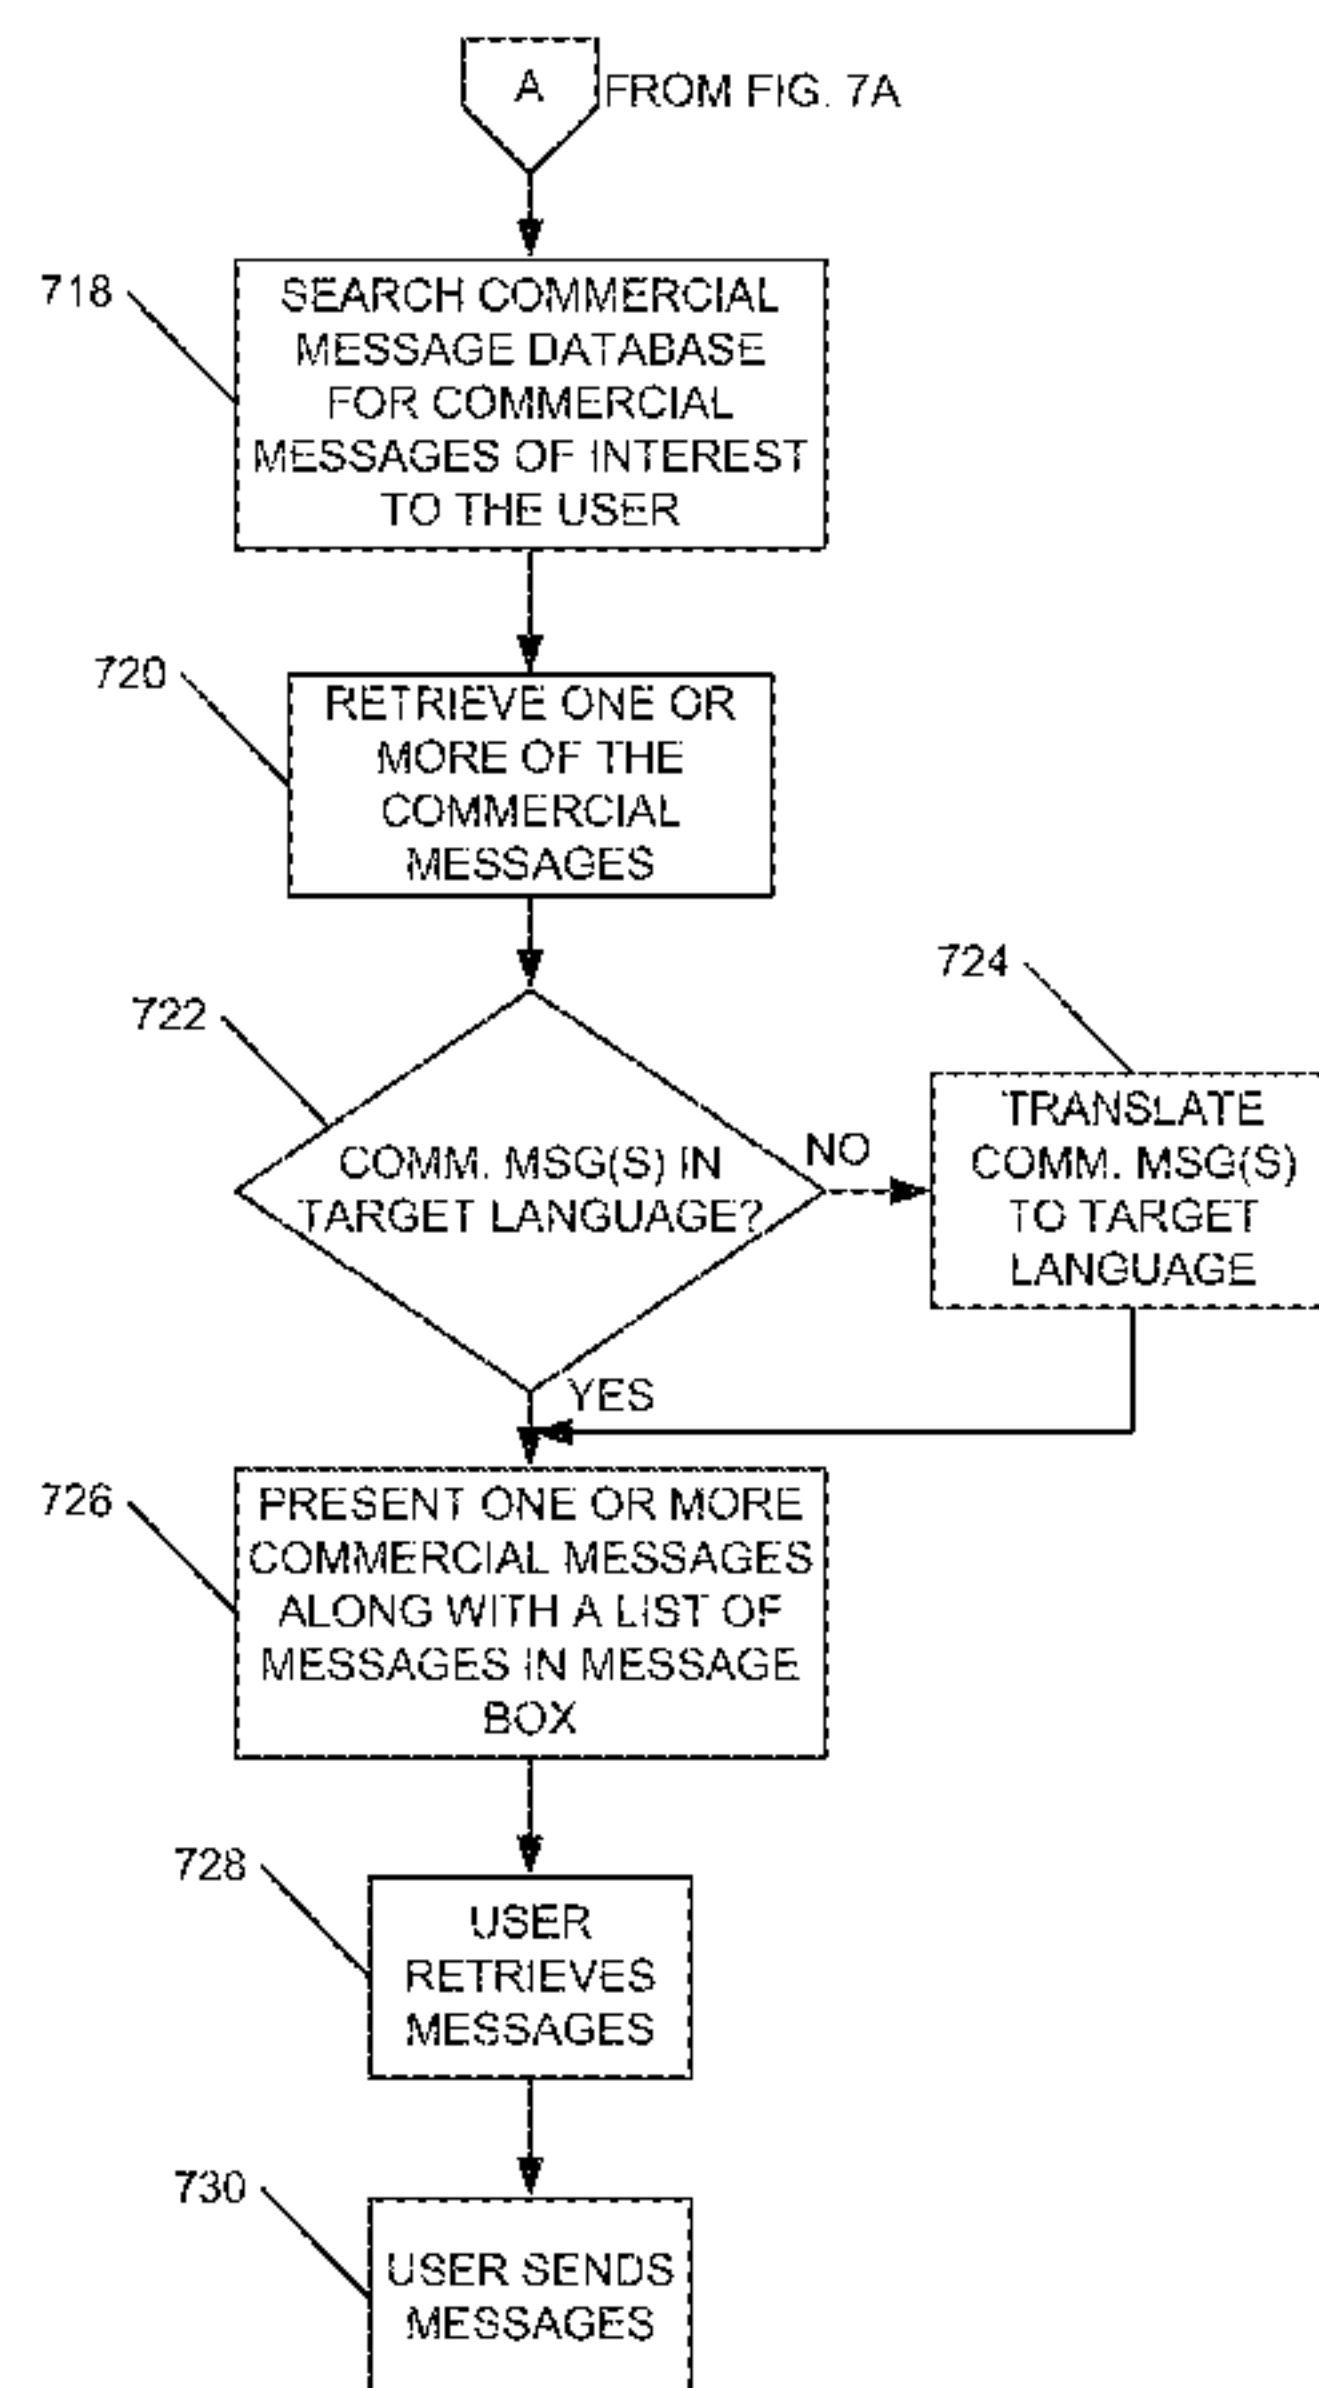 A
FROM FIG. 7A
718
SEARCH COMMERCIAL
MESSAGE DATABASE
FOR COMMERCIAL
MESSAGES OF INTEREST
TO THE USER
720
RETRIEVE ONE OR
MORE OF THE
COMMERCIAL
MESSAGES
722
COMM. MSG(S) IN
TARGET LANGUAGE?
NO
724
TRANSLATE
COMM. MSG(S)
TO TARGET
LANGUAGE
YES
726
PRESENT ONE OR MORE
COMMERCIAL MESSAGES
ALONG WITH A LIST OF
MESSAGES IN MESSAGE
BOX
728
USER
RETRIEVES
MESSAGES
730
USER SENDS
MESSAGES